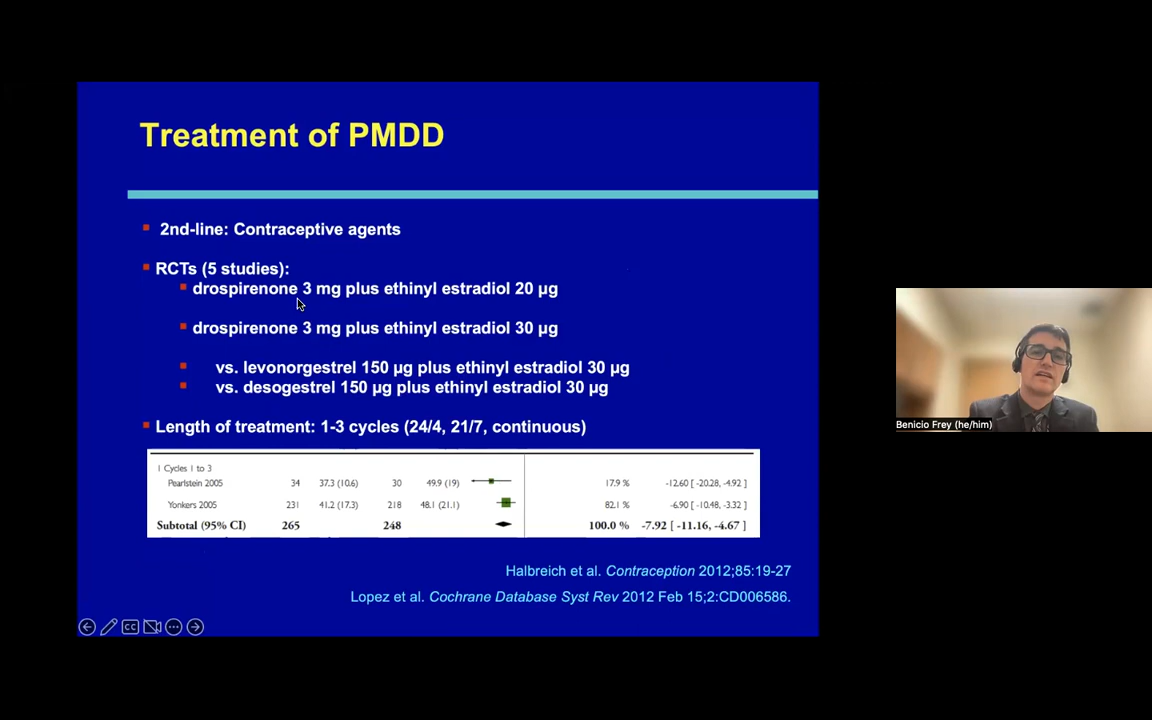 Treatment of PMDD
2nd-line: Contraceptive agents
RCTs (5 studies):
drospirenone 3 mg plus ethinyl estradiol 20 µg
drospirenone 3 mg plus ethinyl estradiol 30 µg
vs. levonorgestrel 150 µg plus ethinyl estradiol 30 µg
vs. desogestrel 150 µg plus ethinyl estradiol 30 µg
Length of treatment: 1-3 cycles (24/4, 21/7, continuous)
1 Cycles 1 to 3
Pearlstein 2005 34 37.3 (10.6) 30 49.9 (19) 17.9 % -12.60 [ -20.28, -4.92 ]
Yonkers 2005 231 41.2 (17.3) 218 48.1 (21.1) 82.1 % -6.90 [ -10.48, -3.32 ]
Subtotal (95% CI) 265 248 100.0 % -7.92 [ -11.16, -4.67 ]
Halbreich et al. Contraception 2012;85:19-27
Lopez et al. Cochrane Database Syst Rev 2012 Feb 15;2:CD006586.
CC
Benicio Frey (he/him)